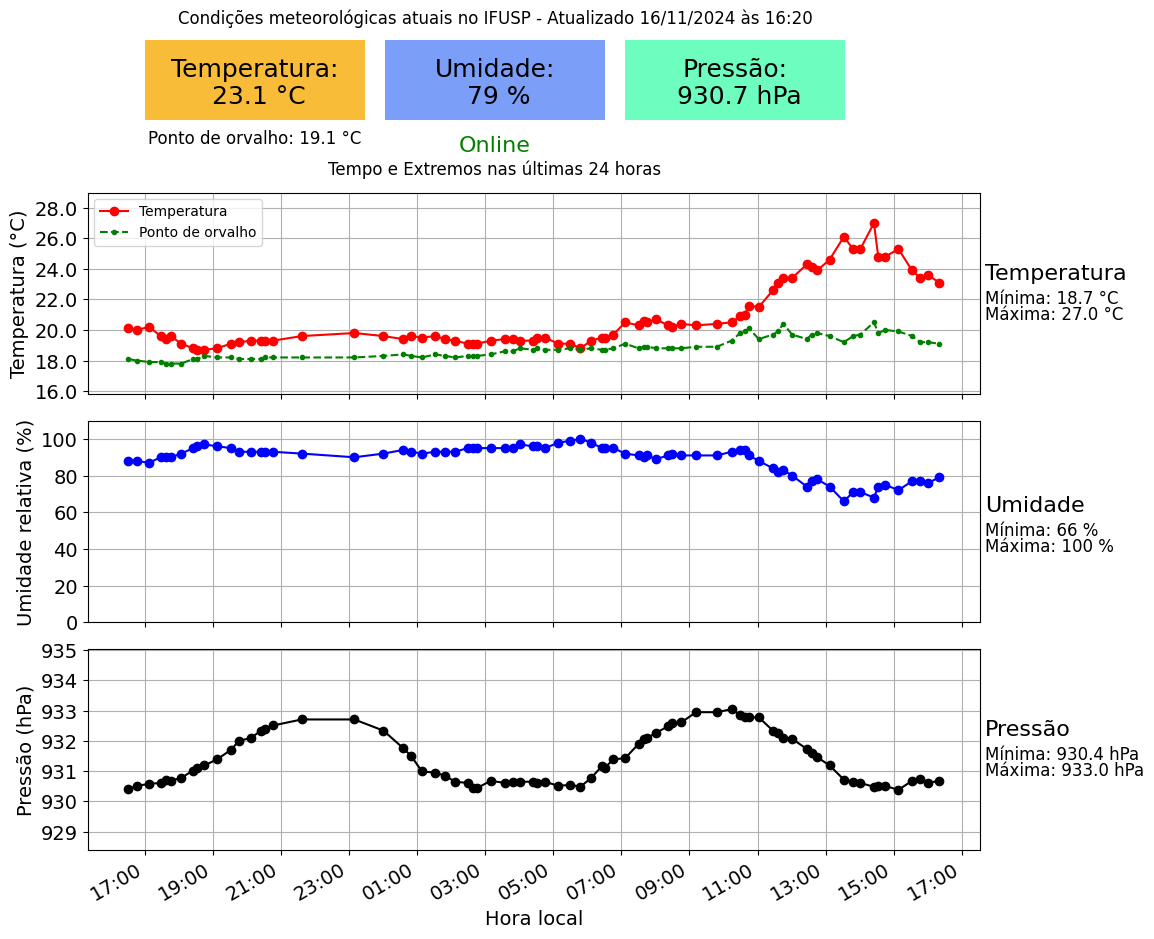 Condições meteorológicas atuais no IFUSP - Atualizado 16/11/2024 às 16:20
Temperatura:
23.1 °C
Umidade:
79 %
Pressão:
930.7 hPa
Ponto de orvalho: 19.1 °C
Online
Tempo e Extremos nas últimas 24 horas
Temperatura (°C)
28.0
26.0
24.0
22.0
20.0
18.0
16.0
Temperatura
Ponto de orvalho
Temperatura
Mínima: 18.7 °C
Máxima: 27.0 °C
Umidade relativa (%)
100
80
60
40
20
0
Umidade
Mínima: 66 %
Máxima: 100 %
Pressão (hPa)
935
934
933
932
931
930
929
Pressão
Mínima: 930.4 hPa
Máxima: 933.0 hPa
17:00 19:00 21:00 23:00 01:00 03:00 05:00 07:00 09:00 11:00 13:00 15:00 17:00
Hora local